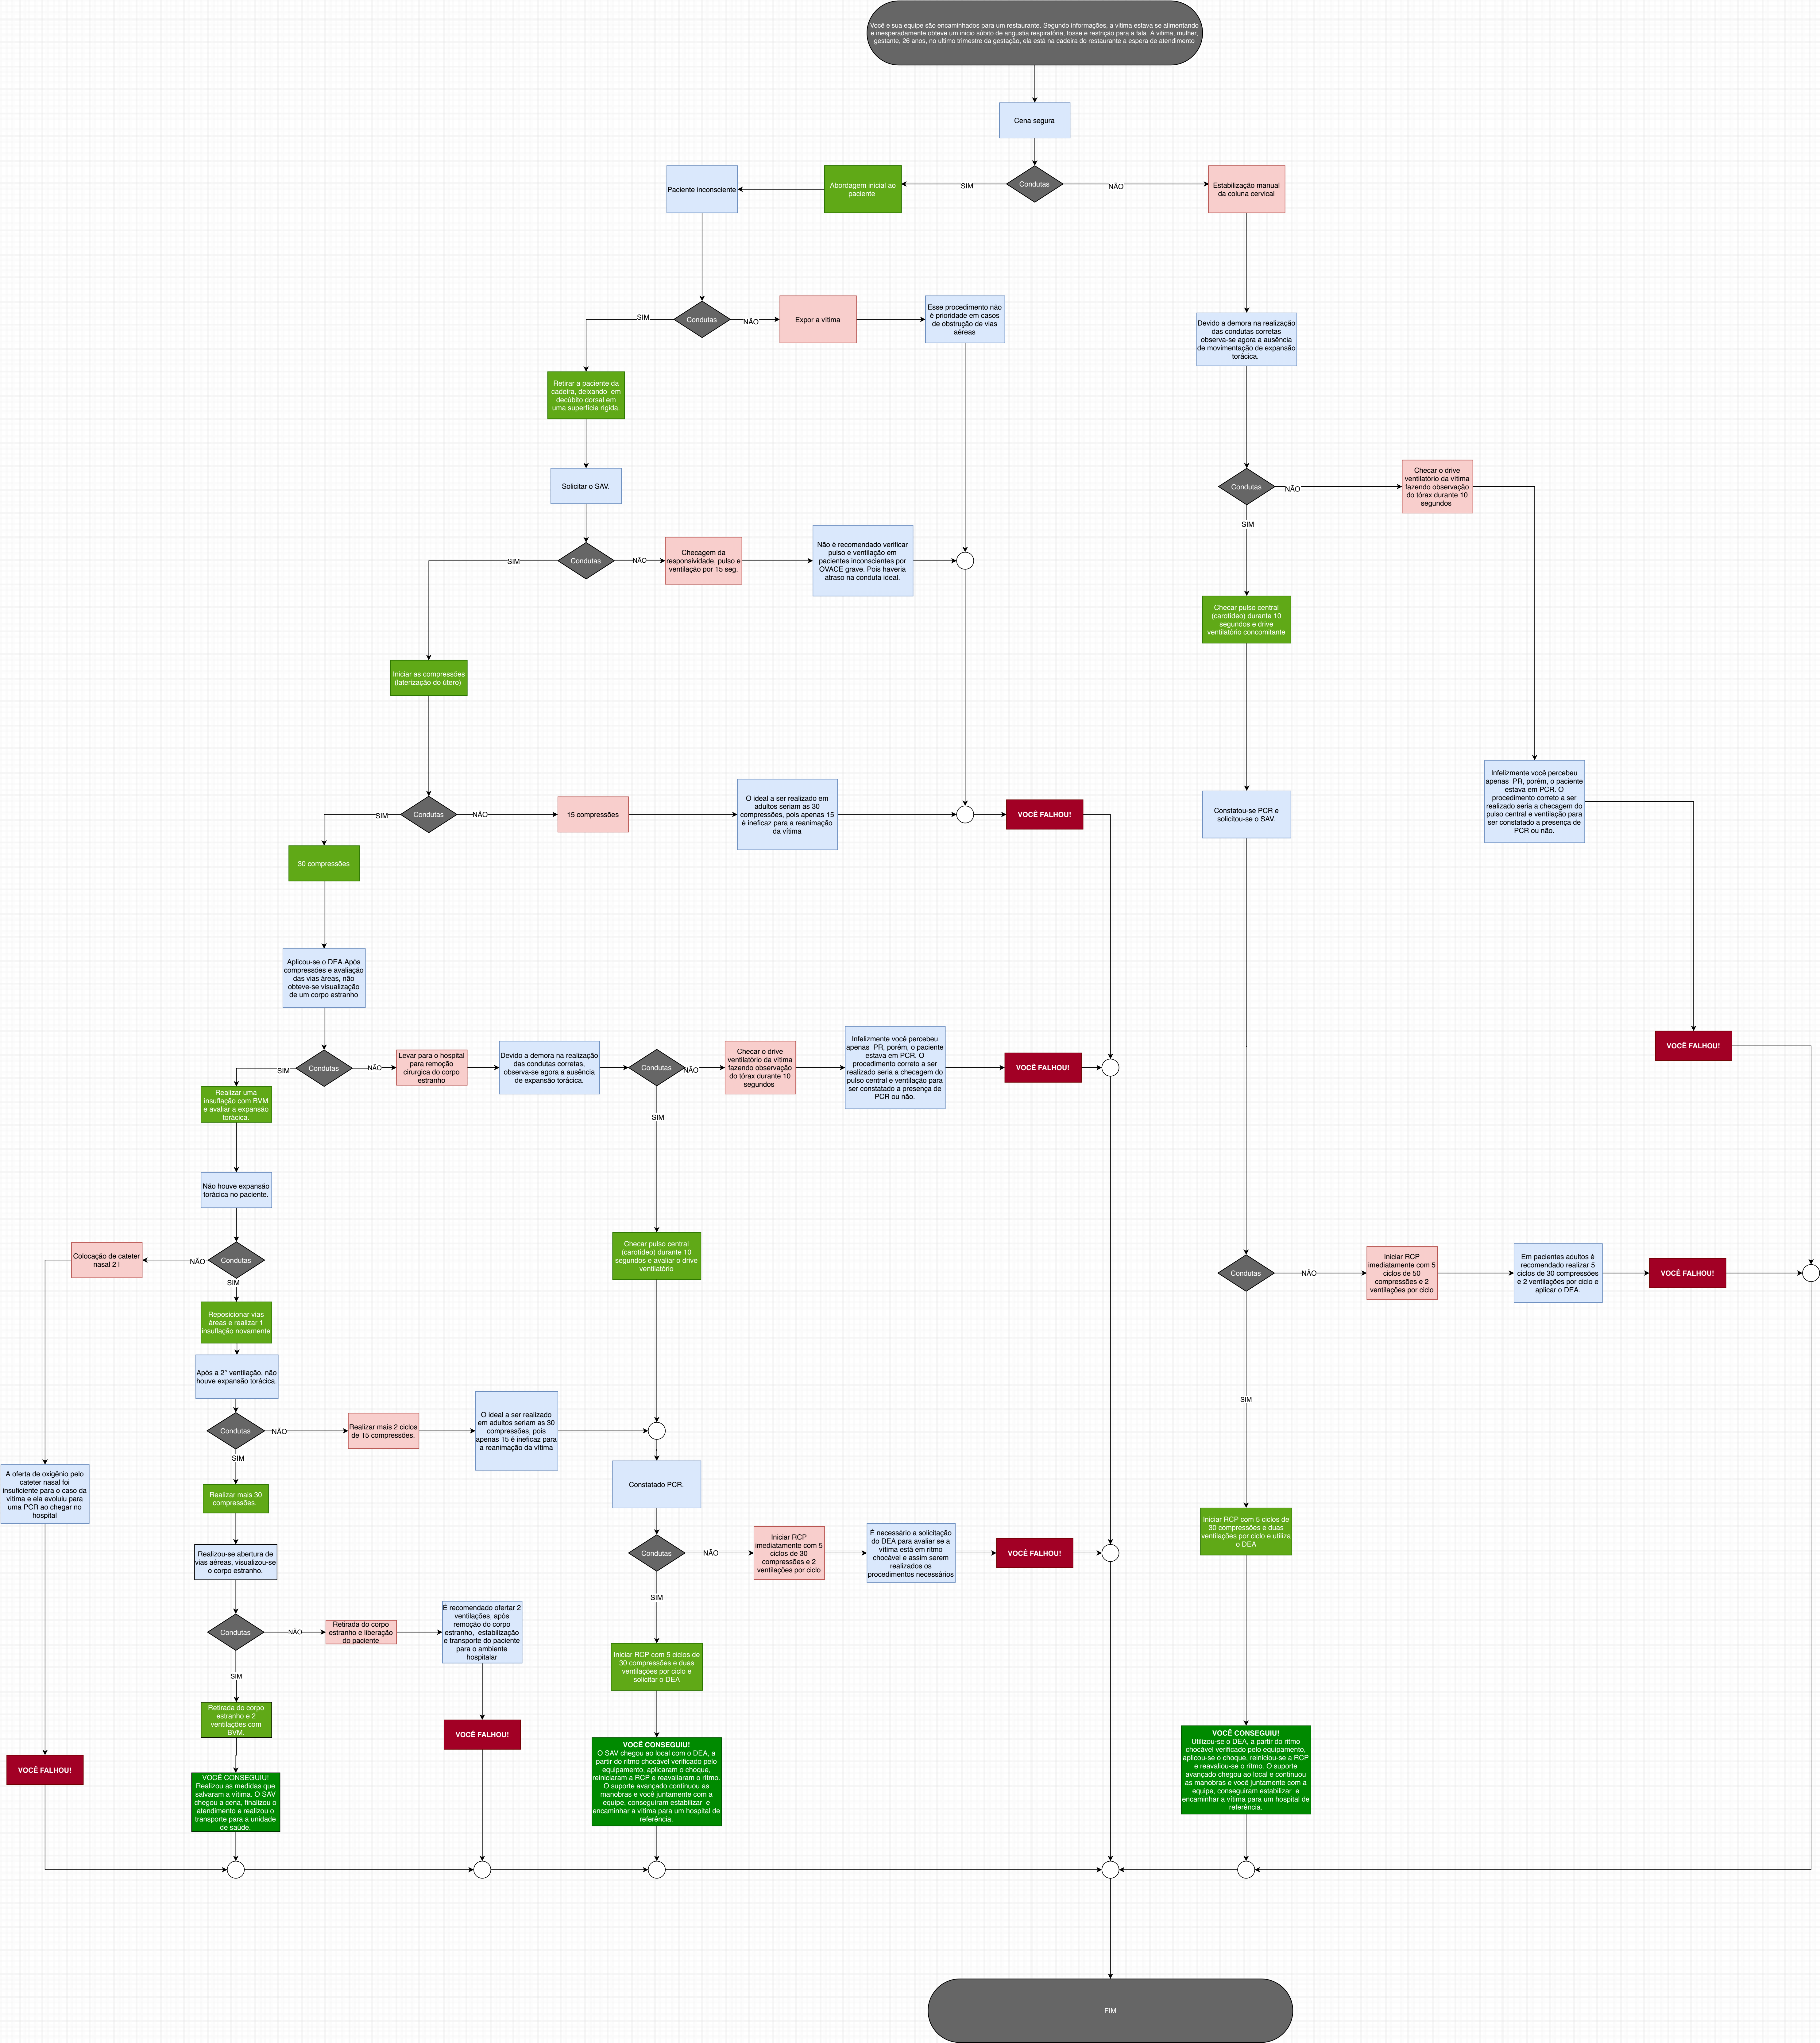 Você e sua equipe são encaminhados para um restaurante. Segundo informações, a vítima estava se alimentando
e inesperadamente obteve um inicio súbito de angustia respiratória, tosse e restrição para a fala. A vítima, mulher,
gestante, 26 anos, no ultimo trimestre da gestação, ela está na cadeira do restaurante a espera de atendimento
Cena segura
Condutas
SIM
NÃO
Abordagem inicial ao
paciente
Paciente inconsciente
Estabilização manual
da coluna cervical
Condutas
SIM
NÃO
Expor a vítima
Esse procedimento não
é prioridade em casos
de obstrução de vias
aéreas
Devido a demora na realização
das condutas corretas
observa-se agora a ausência
de movimentação de expansão
torácica.
Retirar a paciente da
cadeira, deixando em
decúbito dorsal em
uma superfície rígida.
Solicitar o SAV.
Condutas
NÃO
SIM
Checar o drive
ventilatório da vítima
fazendo observação
do tórax durante 10
segundos
Condutas
SIM
NÃO
Checagem da
responsividade, pulso e
ventilação por 15 seg.
Não é recomendado verificar
pulso e ventilação em
pacientes inconscientes por
OVACE grave. Pois haveria
atraso na conduta ideal.
Checar pulso central
(carotídeo) durante 10
segundos e drive
ventilatório concomitante
Iniciar as compressões
(laterização do útero)
Condutas
SIM
NÃO
15 compressões
O ideal a ser realizado em
adultos seriam as 30
compressões, pois apenas 15
é ineficaz para a reanimação
da vítima
VOCÊ FALHOU!
Constatou-se PCR e
solicitou-se o SAV.
Infelizmente você percebeu
apenas PR, porém, o paciente
estava em PCR. O
procedimento correto a ser
realizado seria a checagem do
pulso central e ventilação para
ser constatado a presença de
PCR ou não.
30 compressões
Aplicou-se o DEA.Após
compressões e avaliação
das vias áreas, não
obteve-se visualização
de um corpo estranho
Condutas
SIM
NÃO
Levar para o hospital
para remoção
cirurgica do corpo
estranho
Devido a demora na realização
das condutas corretas,
observa-se agora a ausência
de expansão torácica.
Condutas
NÃO
SIM
Checar o drive
ventilatório da vítima
fazendo observação
do tórax durante 10
segundos
Infelizmente você percebeu
apenas PR, porém, o paciente
estava em PCR. O
procedimento correto a ser
realizado seria a checagem do
pulso central e ventilação para
ser constatado a presença de
PCR ou não.
VOCÊ FALHOU!
VOCÊ FALHOU!
Realizar uma
insuflação com BVM
e avaliar a expansão
torácica.
Não houve expansão
torácica no paciente.
Condutas
NÃO
SIM
Colocação de cateter
nasal 2 l
Checar pulso central
(carotídeo) durante 10
segundos e avaliar o drive
ventilatório
Condutas
NÃO
SIM
Iniciar RCP
imediatamente com 5
ciclos de 50
compressões e 2
ventilações por ciclo
Em pacientes adultos é
recomendado realizar 5
ciclos de 30 compressões
e 2 ventilações por ciclo e
aplicar o DEA.
VOCÊ FALHOU!
Reposicionar vias
áreas e realizar 1
insuflação novamente
Após a 2° ventilação, não
houve expansão torácica.
Condutas
NÃO
SIM
Realizar mais 2 ciclos
de 15 compressões.
O ideal a ser realizado
em adultos seriam as 30
compressões, pois
apenas 15 é ineficaz para
a reanimação da vítima
A oferta de oxigênio pelo
cateter nasal foi
insuficiente para o caso da
vítima e ela evoluiu para
uma PCR ao chegar no
hospital
Realizar mais 30
compressões.
Constatado PCR.
Condutas
NÃO
SIM
Iniciar RCP
imediatamente com 5
ciclos de 30
compressões e 2
ventilações por ciclo
É necessário a solicitação
do DEA para avaliar se a
vítima está em ritmo
chocável e assim serem
realizados os
procedimentos necessários
VOCÊ FALHOU!
Iniciar RCP com 5 ciclos de
30 compressões e duas
ventilações por ciclo e utiliza
o DEA
Realizou-se abertura de
vias aéreas, visualizou-se
o corpo estranho.
Condutas
NÃO
SIM
Retirada do corpo
estranho e liberação
do paciente
É recomendado ofertar 2
ventilações, após
remoção do corpo
estranho, estabilização
e transporte do paciente
para o ambiente
hospitalar
Iniciar RCP com 5 ciclos de
30 compressões e duas
ventilações por ciclo e
solicitar o DEA
Retirada do corpo
estranho e 2
ventilações com
BVM.
VOCÊ FALHOU!
VOCÊ FALHOU!
VOCÊ CONSEGUIU!
Realizou as medidas que
salvaram a vítima. O SAV
chegou a cena, finalizou o
atendimento e realizou o
transporte para a unidade
de saúde.
VOCÊ CONSEGUIU!
O SAV chegou ao local com o DEA, a
partir do ritmo chocável verificado pelo
equipamento, aplicaram o choque,
reiniciaram a RCP e reavaliaram o ritmo.
O suporte avançado continuou as
manobras e você juntamente com a
equipe, conseguiram estabilizar e
encaminhar a vítima para um hospital de
referência.
VOCÊ CONSEGUIU!
Utilizou-se o DEA, a partir do ritmo
chocável verificado pelo equipamento,
aplicou-se o choque, reiniciou-se a RCP
e reavaliou-se o ritmo. O suporte
avançado chegou ao local e continuou
as manobras e você juntamente com a
equipe, conseguiram estabilizar e
encaminhar a vítima para um hospital de
referência.
FIM